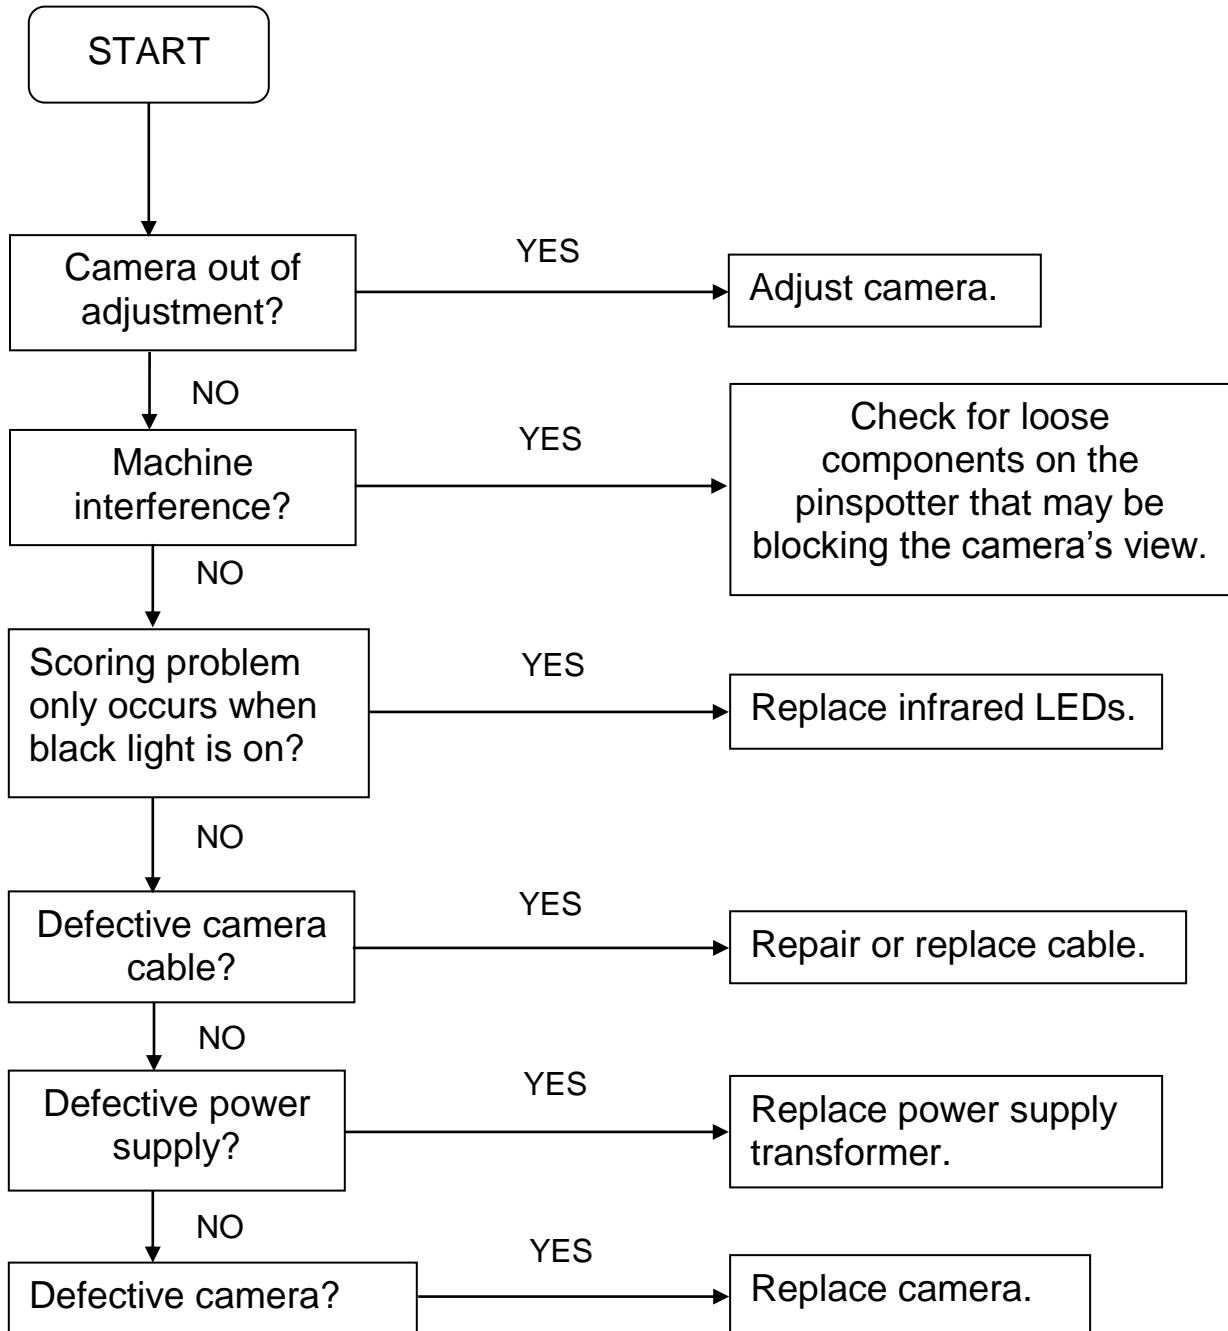 START
Camera out of
adjustment?
YES
Adjust camera.
NO
Machine
interference?
YES
Check for loose
components on the
pinspotter that may be
blocking the camera’s view.
NO
Scoring problem
only occurs when
black light is on?
YES
Replace infrared LEDs.
NO
Defective camera
cable?
YES
Repair or replace cable.
NO
Defective power
supply?
YES
Replace power supply
transformer.
NO
Defective camera?
YES
Replace camera.